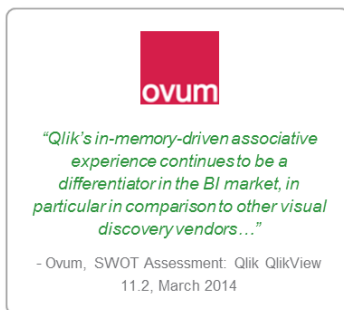 ovum
“Qlik’s in-memory-driven associative
experience continues to be a
differentiator in the BI market, in
particular in comparison to other visual
discovery vendors…”
- Ovum, SWOT Assessment: Qlik QlikView
11.2, March 2014